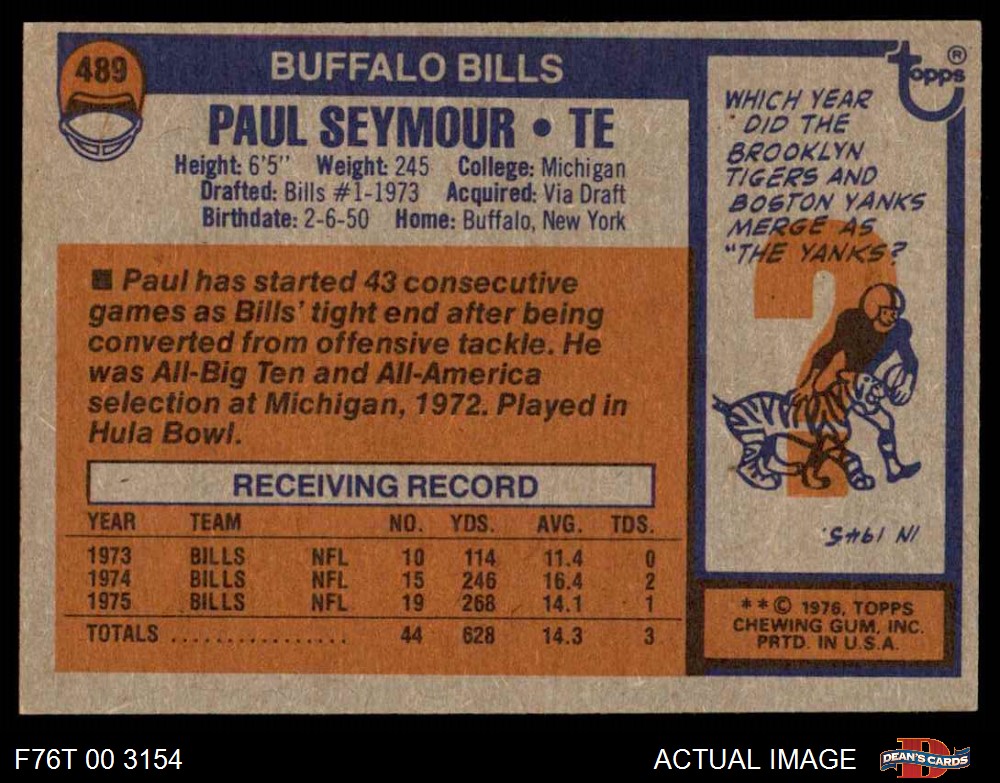 489
BUFFALO BILLS
PAUL SEYMOUR • TE
Height: 6'5" Weight: 245 College: Michigan
Drafted: Bills #1-1973 Acquired: Via Draft
Birthdate: 2-6-50 Home: Buffalo, New York
■ Paul has started 43 consecutive
games as Bills' tight end after being
converted from offensive tackle. He
was All-Big Ten and All-America
selection at Michigan, 1972. Played in
Hula Bowl.
RECEIVING RECORD
YEAR TEAM NO. YDS. AVG. TDS.
1973 BILLS NFL 10 114 11.4 0
1974 BILLS NFL 15 246 16.4 2
1975 BILLS NFL 19 268 14.1 1
TOTALS ................. 44 628 14.3 3
Topps ®
WHICH YEAR
DID THE
BROOKLYN
TIGERS AND
BOSTON YANKS
MERGE AS
"THE YANKS?
IN 1945.
** © 1976, TOPPS
CHEWING GUM, INC.
PRTD. IN U.S.A.
F76T 00 3154
ACTUAL IMAGE
D
DEAN'S CARDS